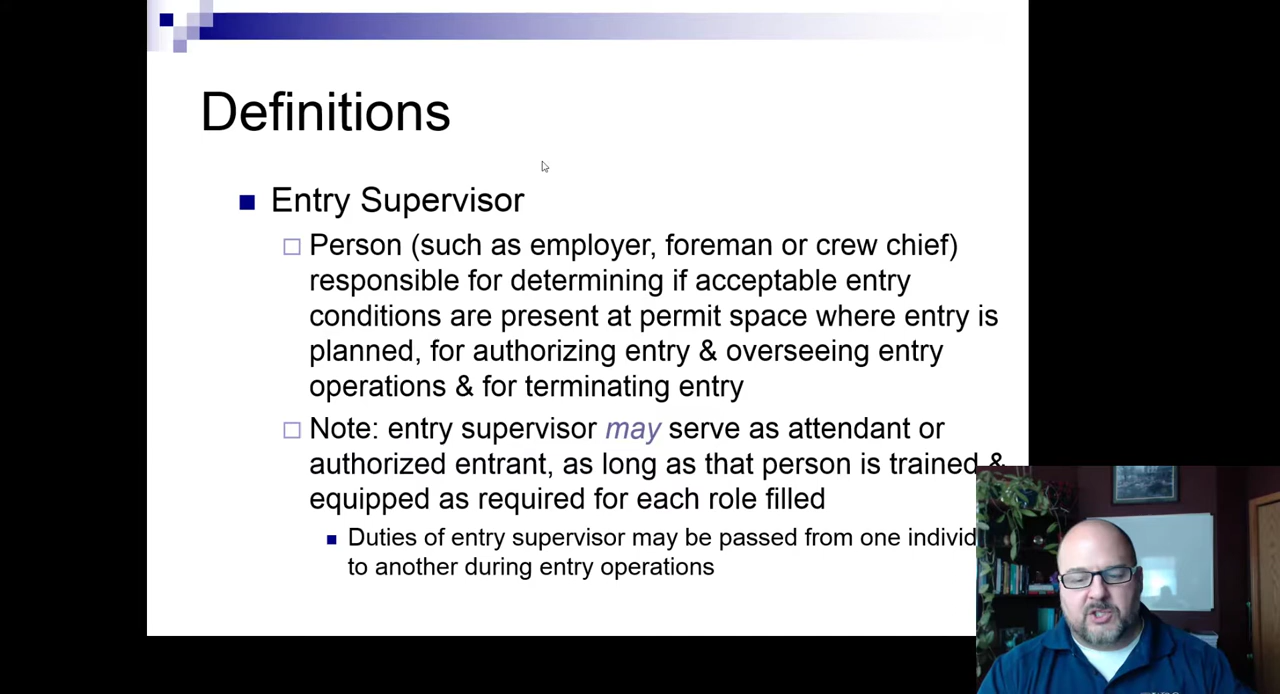 Definitions
Entry Supervisor
Person (such as employer, foreman or crew chief)
responsible for determining if acceptable entry
conditions are present at permit space where entry is
planned, for authorizing entry & overseeing entry
operations & for terminating entry
Note: entry supervisor may serve as attendant or
authorized entrant, as long as that person is trained &
equipped as required for each role filled
Duties of entry supervisor may be passed from one individ
to another during entry operations